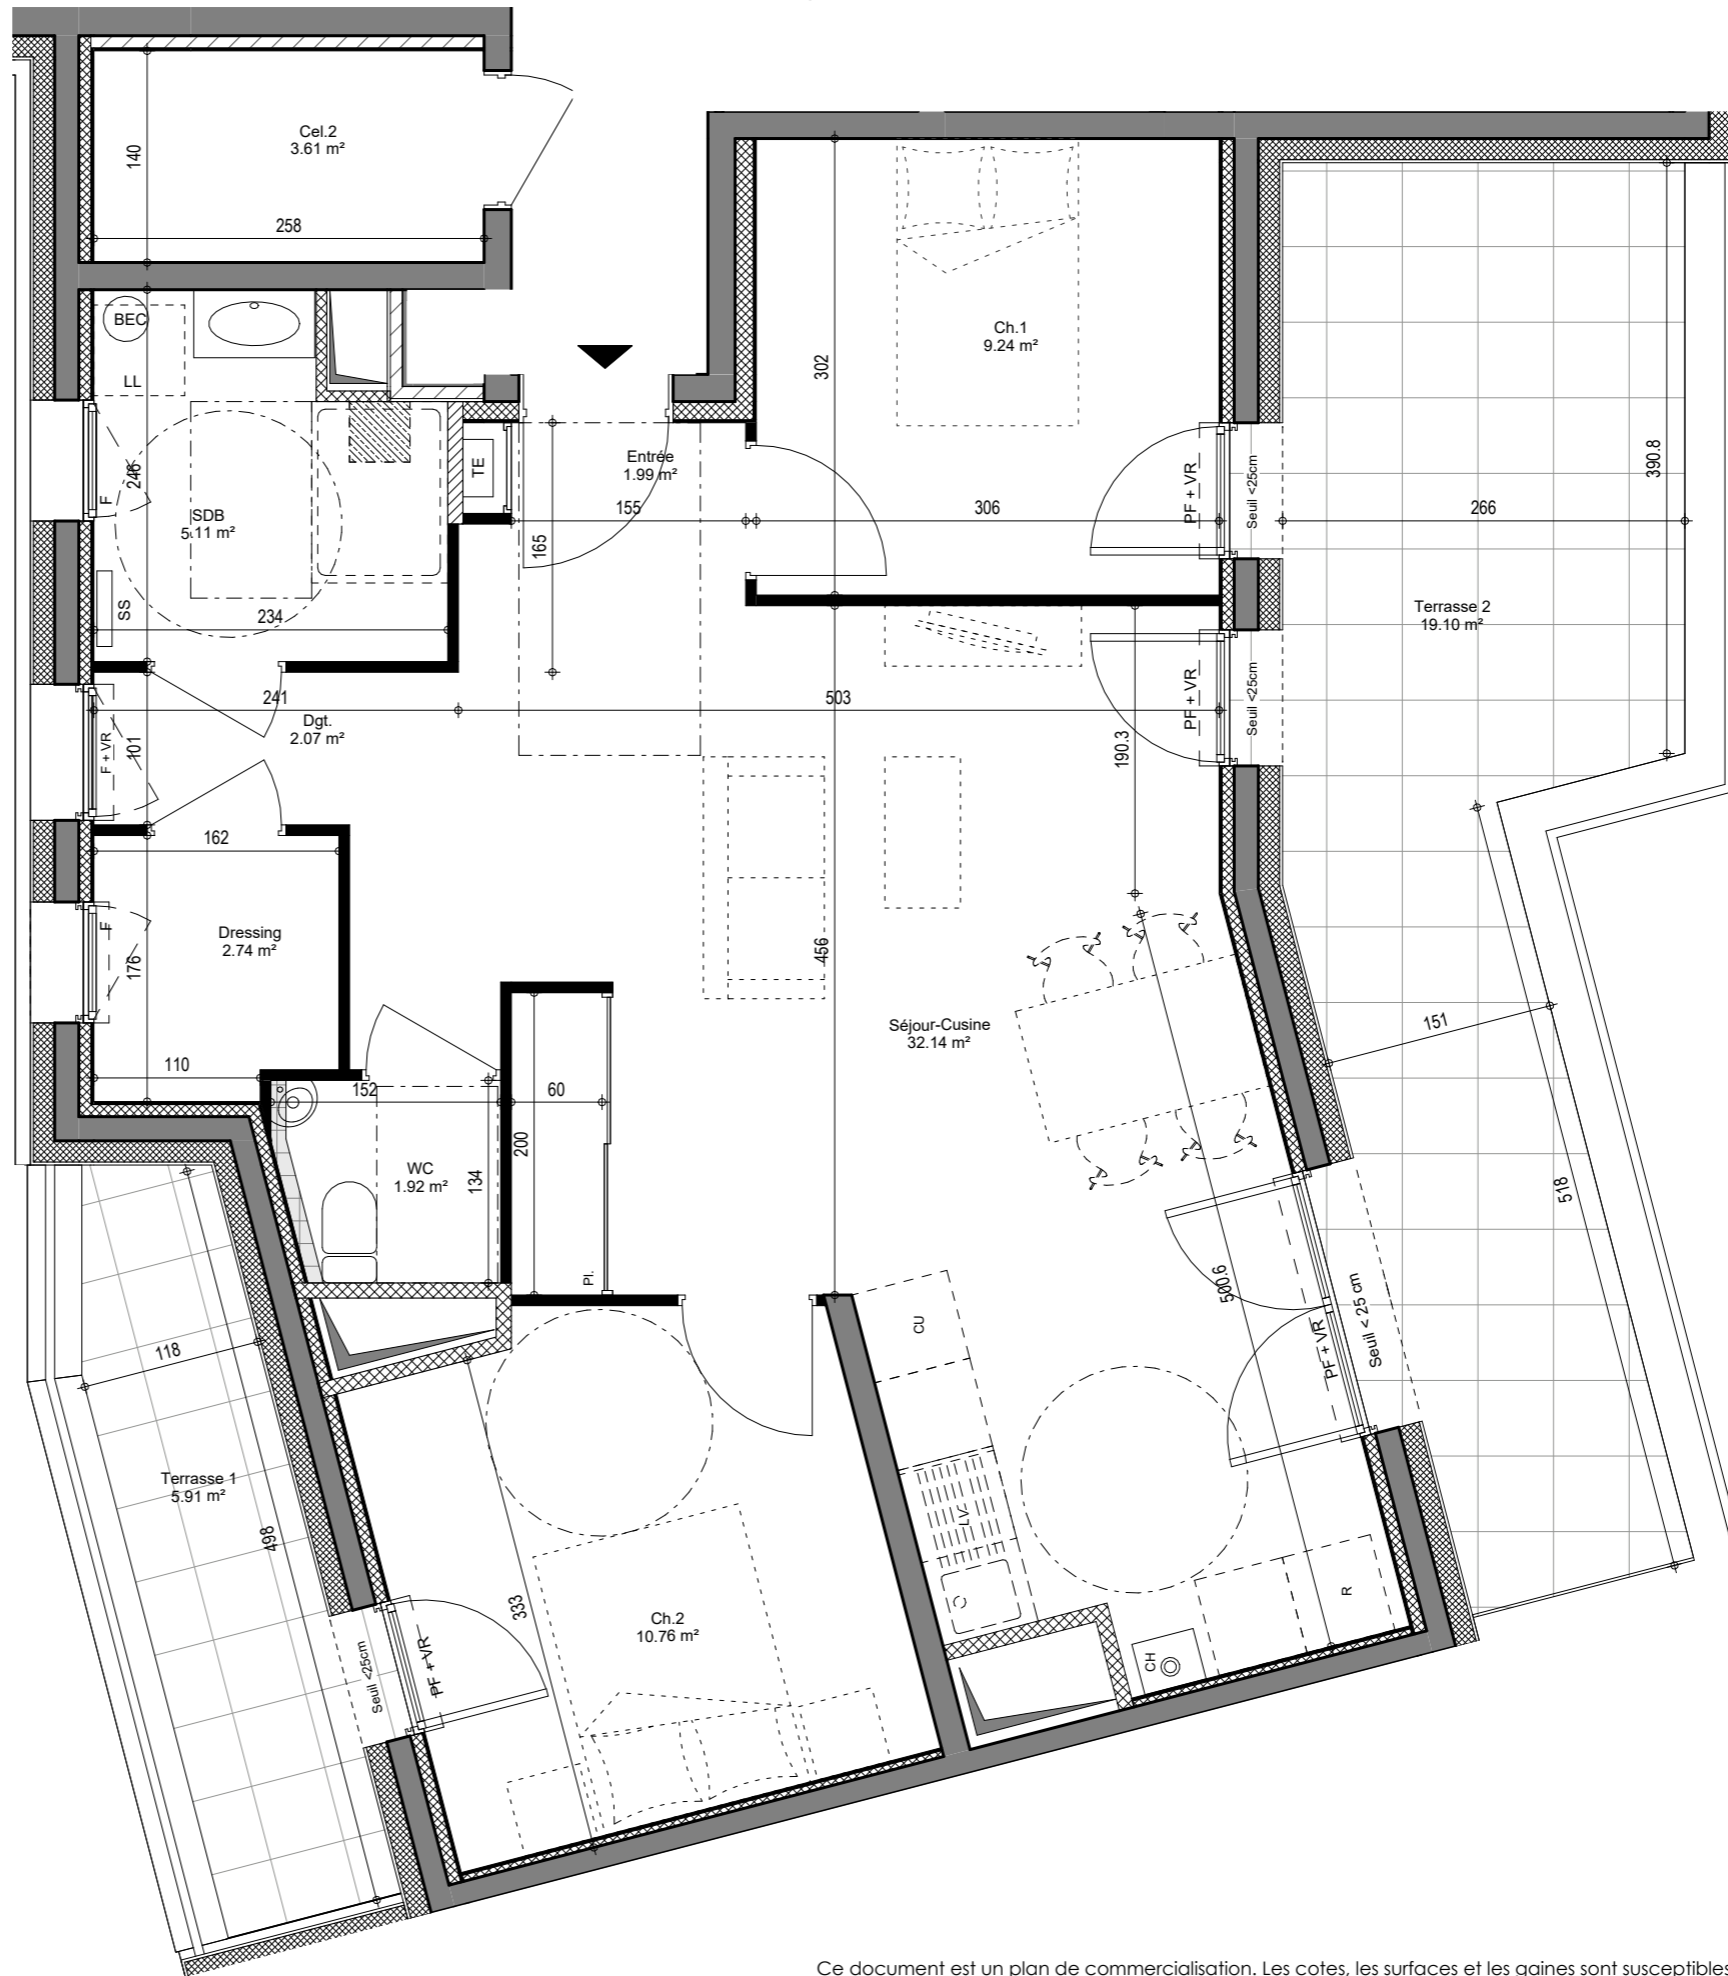 Cel.2
3.61 m²
140
258
BEC
LL
246
F
SDB
5.11 m²
SS
234
TE
Entrée
1.99 m²
155
165
Ch.1
9.24 m²
302
306
PF + VR
Seuil <25cm
266
390.8
Terrasse 2
19.10 m²
241
Dgt.
2.07 m²
F + VR
101
503
190.3
PF + VR
Seuil <25cm
162
Dressing
2.74 m²
F
176
110
456
Séjour-Cusine
32.14 m²
151
518
152
60
200
WC
1.92 m²
134
Pl.
500.6
PF + VR
Seuil < 25 cm
CU
LV
R
CH
118
Terrasse 1
5.91 m²
498
333
Ch.2
10.76 m²
PF + VR
Seuil <25cm
Ce document est un plan de commercialisation. Les cotes, les surfaces et les gaines sont susceptibles